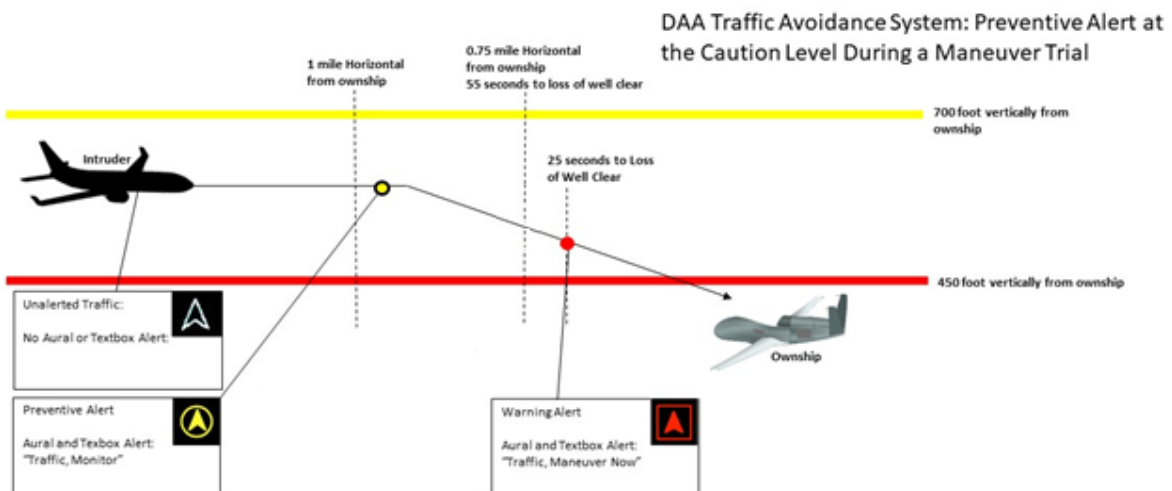 DAA Traffic Avoidance System: Preventive Alert at
the Caution Level During a Maneuver Trial
1 mile Horizontal
from ownship
0.75 mile Horizontal
from ownship
55 seconds to loss of well clear
700 foot vertically from
ownship
Intruder
25 seconds to Loss
of Well Clear
450 foot vertically from ownship
Unalerted Traffic:
No Aural or Textbox Alert:
Ownship
Preventive Alert
Aural and Texbox Alert:
"Traffic, Monitor"
Warning Alert
Aural and Textbox Alert:
"Traffic, Maneuver Now"